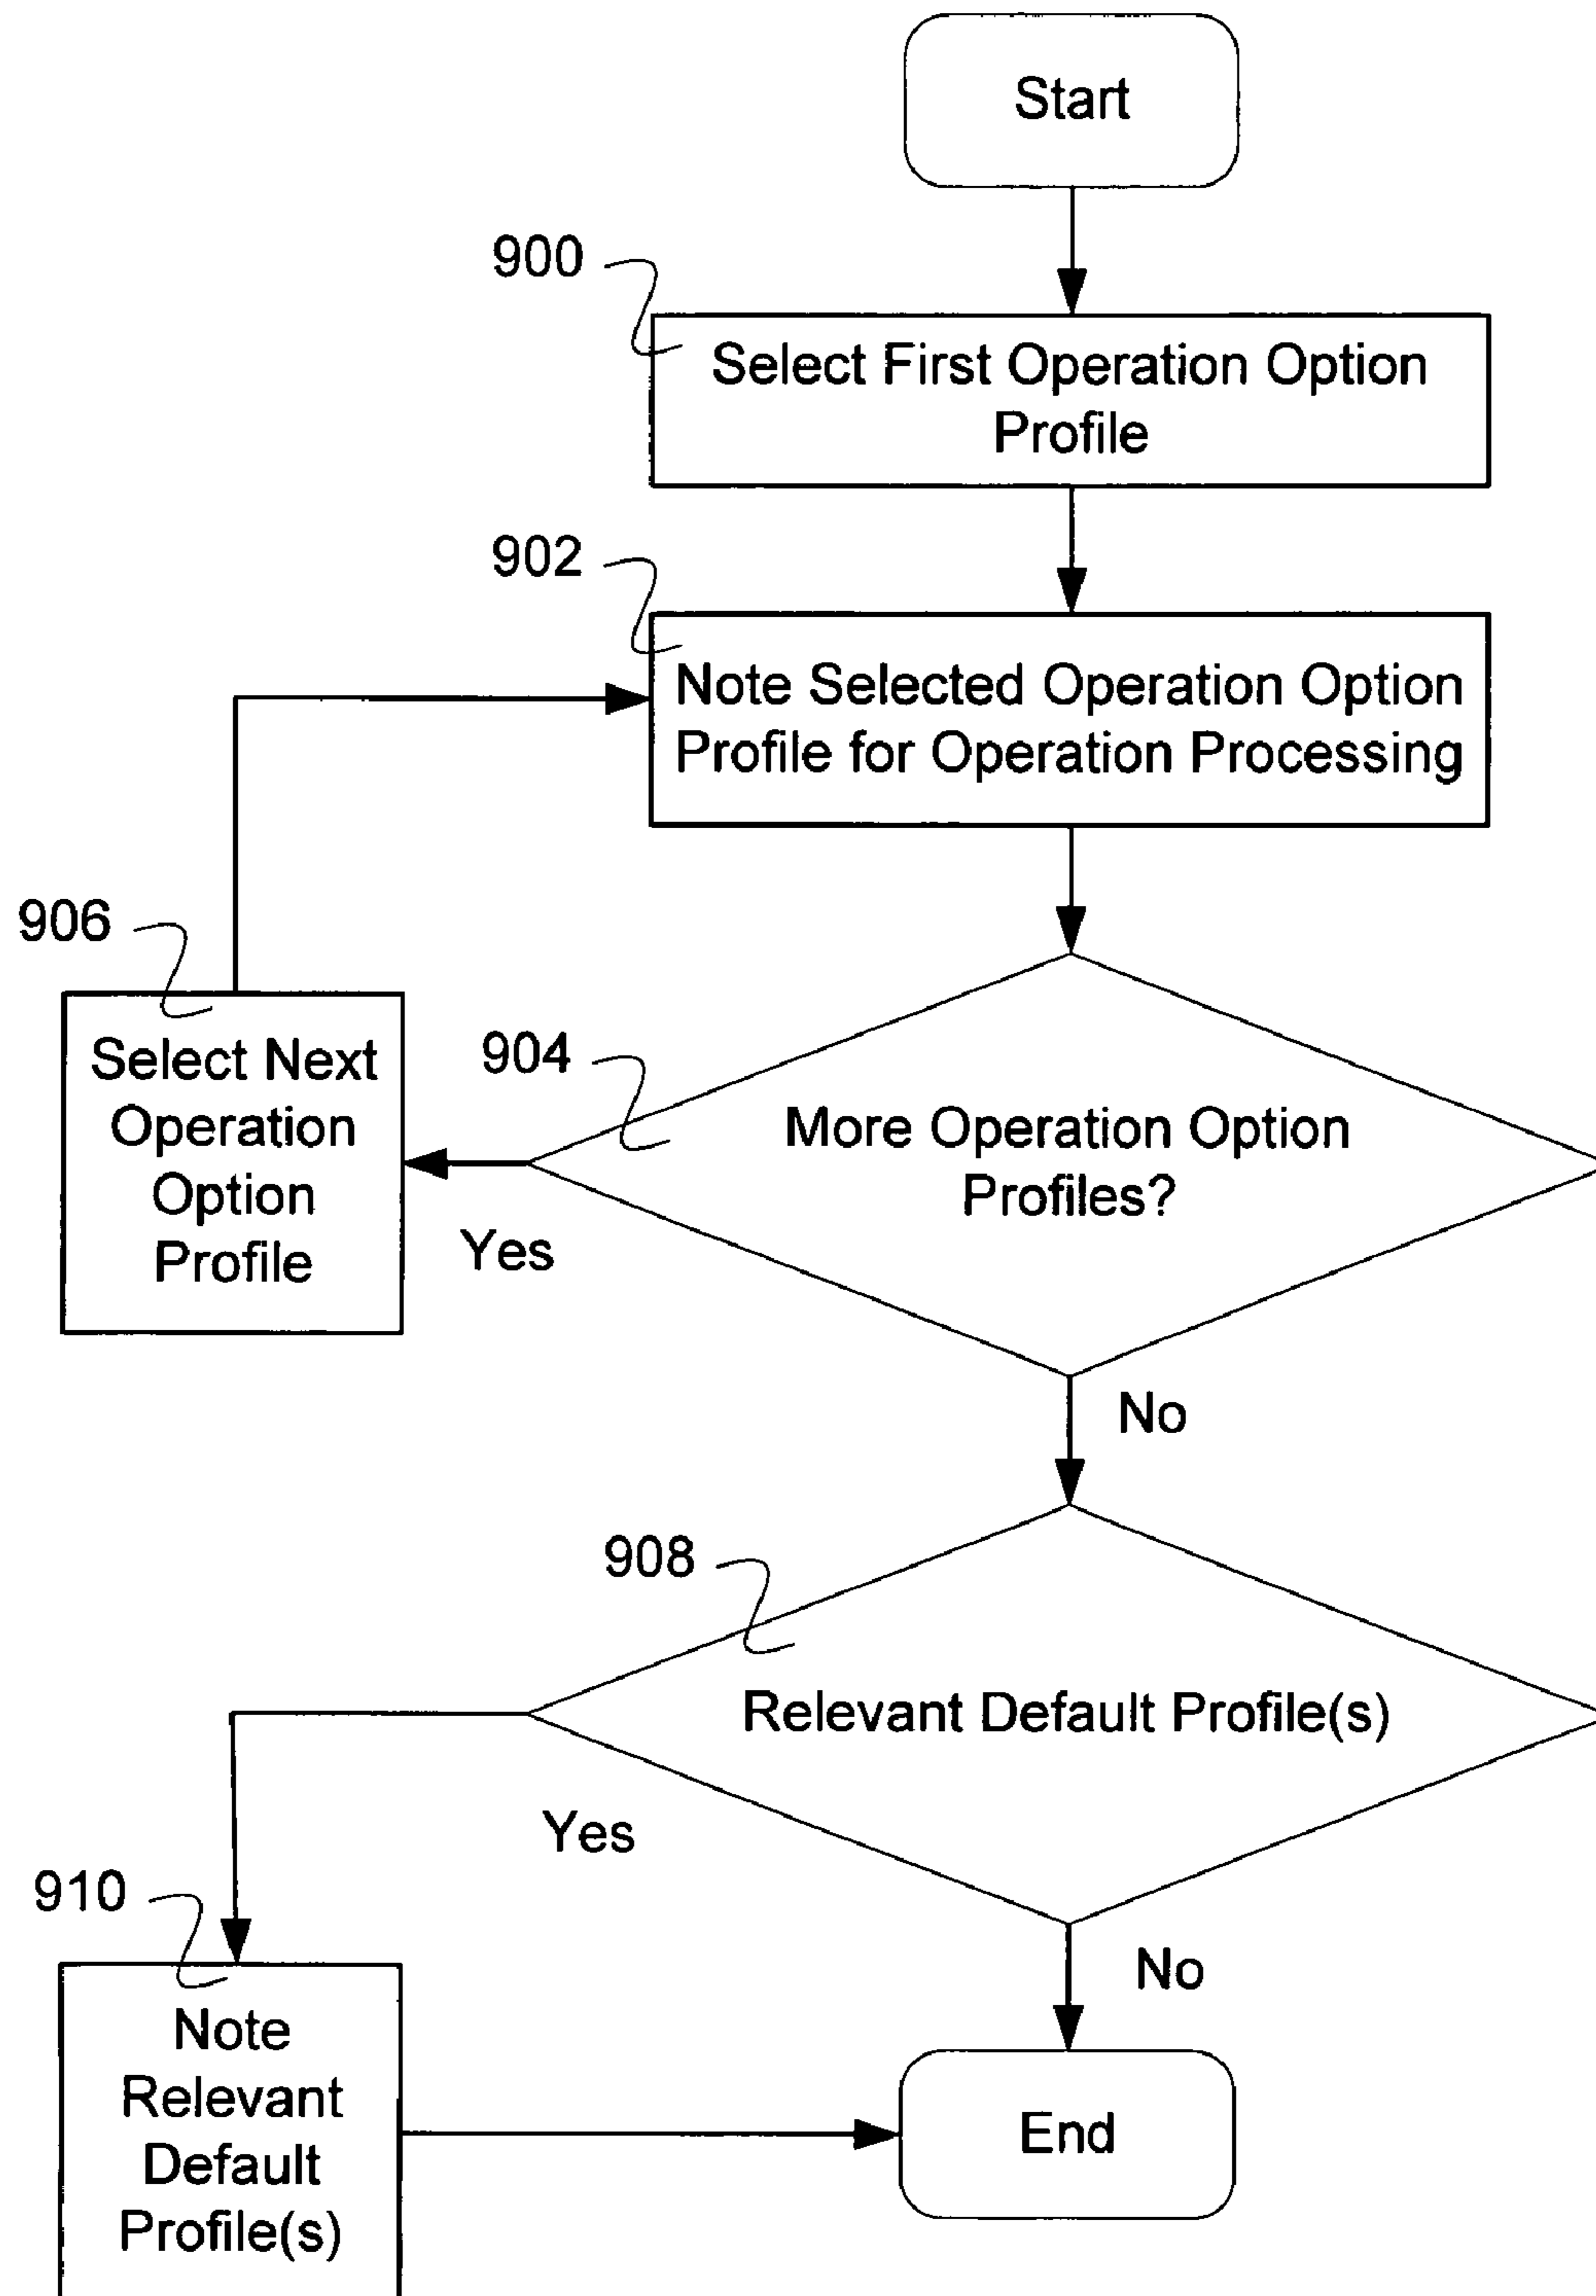 Start
900
Select First Operation Option
Profile
902
Note Selected Operation Option
Profile for Operation Processing
906
Select Next
Operation
Option
Profile
904
More Operation Option
Profiles?
Yes
No
908
Relevant Default Profile(s)
Yes
No
910
Note
Relevant
Default
Profile(s)
End